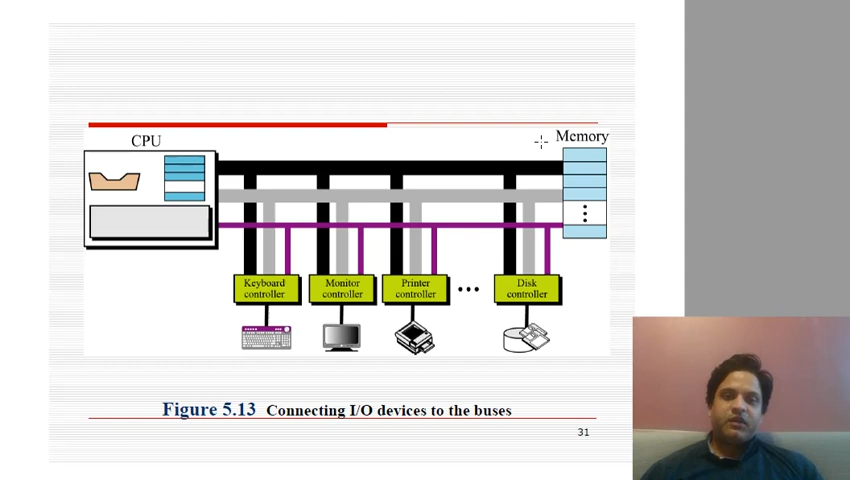 CPU
Memory
Keyboard
controller
Monitor
controller
Printer
controller
Disk
controller
Figure 5.13 Connecting I/O devices to the buses
31